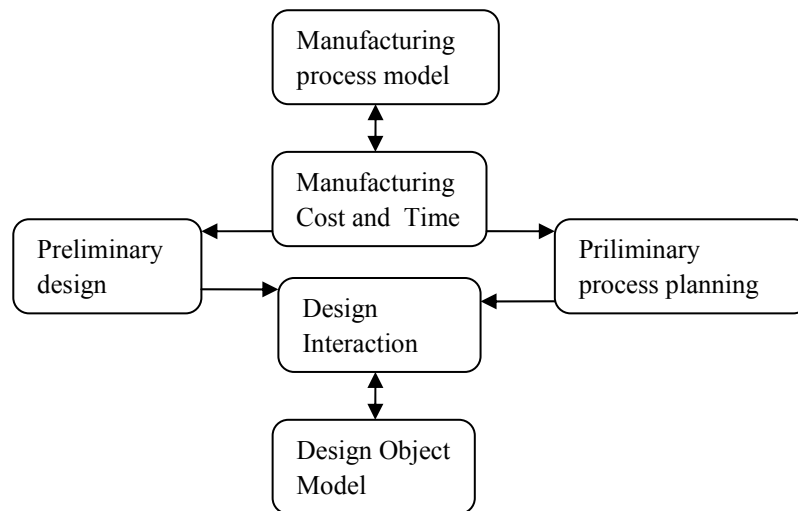 Manufacturing
process model
Manufacturing
Cost and Time
Preliminary
design
Priliminary
process planning
Design
Interaction
Design Object
Model